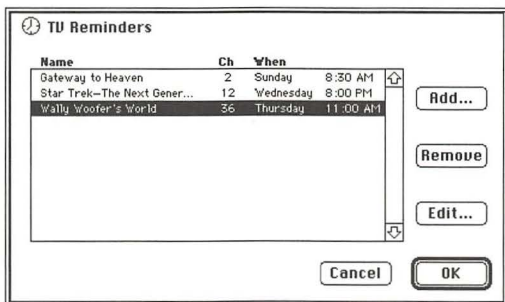 TV Reminders
Name Ch When
Gateway to Heaven 2 Sunday 8:30 AM
Star Trek–The Next Gener... 12 Wednesday 8:00 PM
Wally Woofer's World 36 Thursday 11:00 AM
Add...
Remove
Edit...
Cancel OK